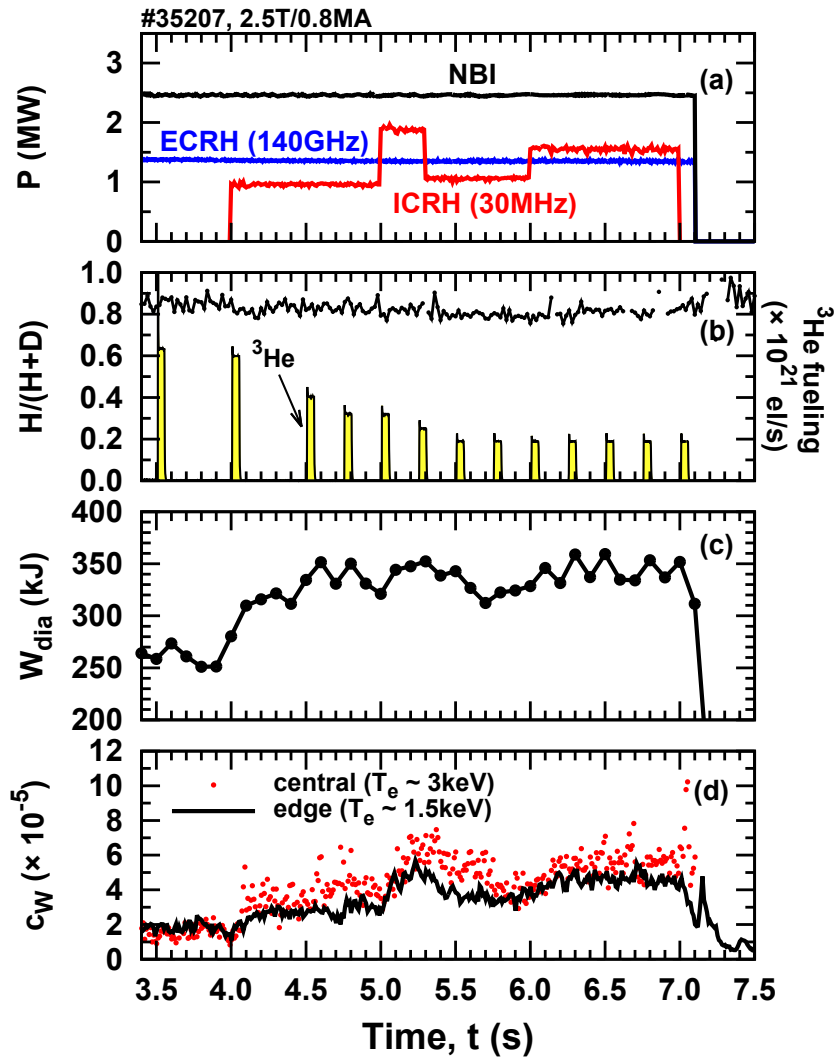 #35207, 2.5T/0.8MA
3
2
1
0
P (MW)
NBI
(a)
ECRH (140GHz)
ICRH (30MHz)
1.0
0.8
0.6
0.4
0.2
0.0
H/(H+D)
³He
(b)
³He fueling
(× 10²¹ el/s)
400
350
300
250
200
W_dia (kJ)
(c)
12
10
8
6
4
2
0
c_W (× 10⁻⁵)
central (T_e ~ 3keV)
edge (T_e ~ 1.5keV)
(d)
3.5 4.0 4.5 5.0 5.5 6.0 6.5 7.0 7.5
Time, t (s)